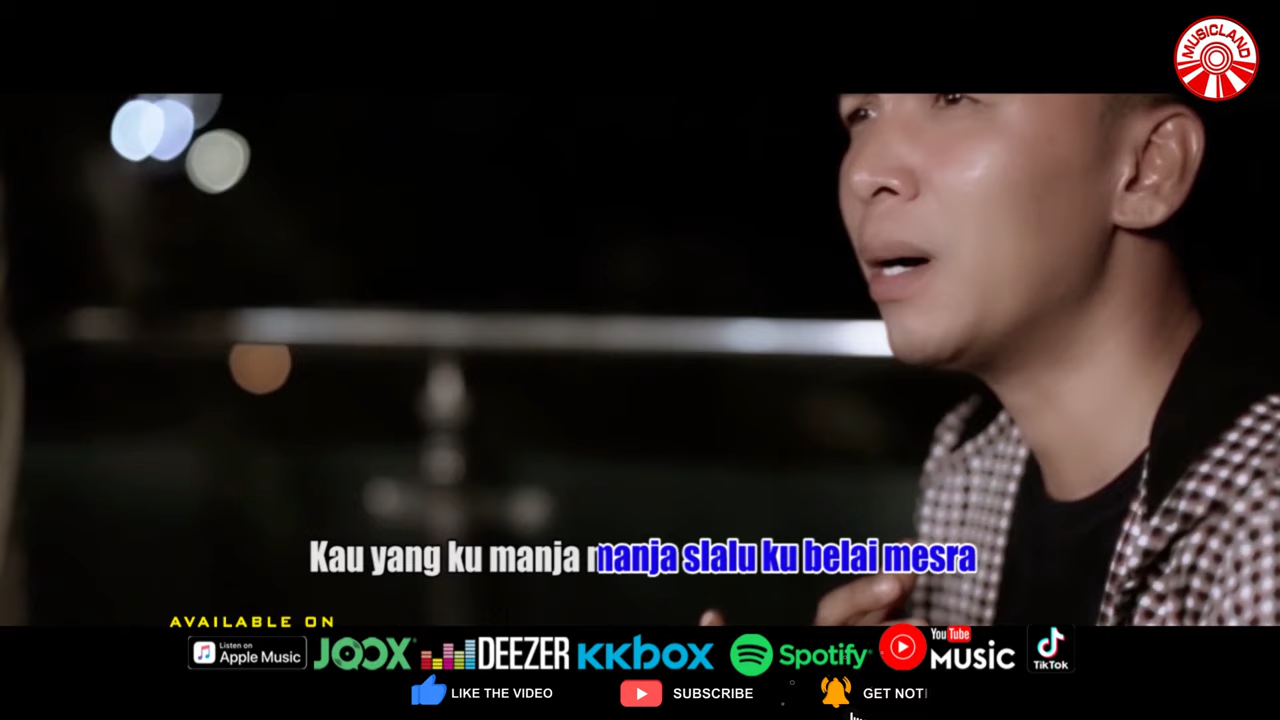 MUSICLAND
Kau yang ku manja manja slalu ku belai mesra
AVAILABLE ON
Listen on
Apple Music
JOOX
DEEZER
KKBOX
Spotify
YouTube
MUSIC
TikTok
LIKE THE VIDEO
SUBSCRIBE
GET NOTI